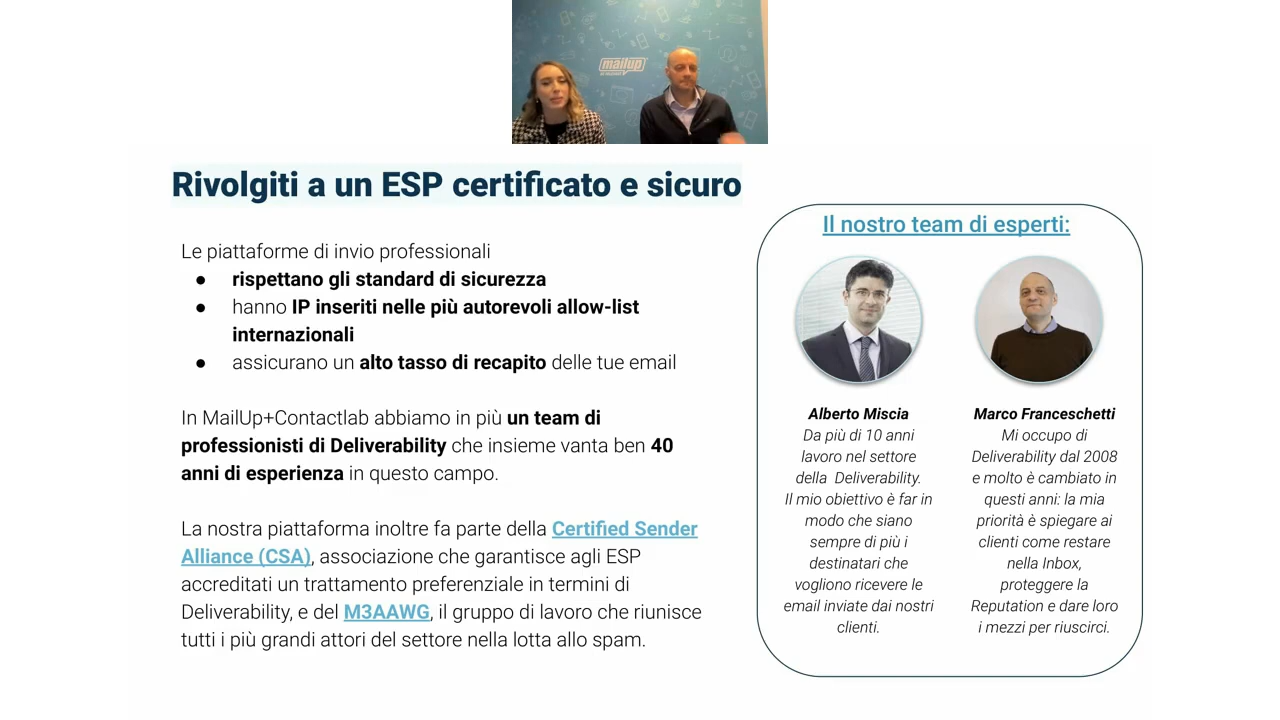 mailup
Rivolgiti a un ESP certificato e sicuro
Le piattaforme di invio professionali
● rispettano gli standard di sicurezza
● hanno IP inseriti nelle più autorevoli allow-list
internazionali
● assicurano un alto tasso di recapito delle tue email
In MailUp+Contactlab abbiamo in più un team di
professionisti di Deliverability che insieme vanta ben 40
anni di esperienza in questo campo.
La nostra piattaforma inoltre fa parte della Certified Sender
Alliance (CSA), associazione che garantisce agli ESP
accreditati un trattamento preferenziale in termini di
Deliverability, e del M3AAWG, il gruppo di lavoro che riunisce
tutti i più grandi attori del settore nella lotta allo spam.
Il nostro team di esperti:
Alberto Miscia
Da più di 10 anni
lavoro nel settore
della Deliverability.
Il mio obiettivo è far in
modo che siano
sempre di più i
destinatari che
vogliono ricevere le
email inviate dai nostri
clienti.
Marco Franceschetti
Mi occupo di
Deliverability dal 2008
e molto è cambiato in
questi anni: la mia
priorità è spiegare ai
clienti come restare
nella Inbox,
proteggere la
Reputation e dare loro
i mezzi per riuscirci.